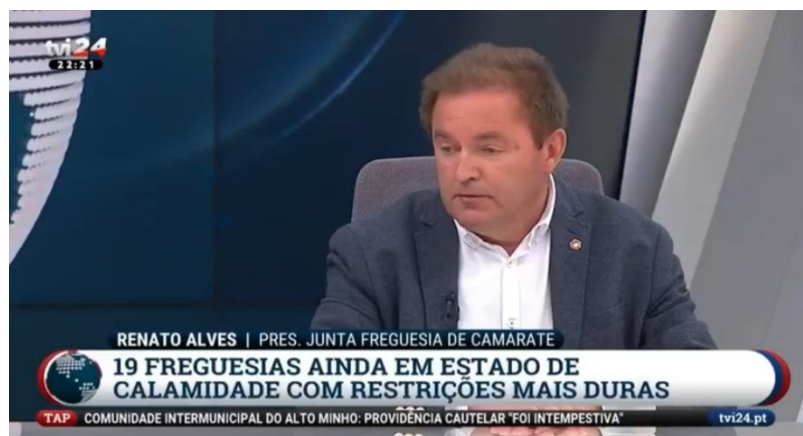 tvi24
22:21
RENATO ALVES | PRES. JUNTA FREGUESIA DE CAMARATE
19 FREGUESIAS AINDA EM ESTADO DE
CALAMIDADE COM RESTRIÇÕES MAIS DURAS
TAP COMUNIDADE INTERMUNICIPAL DO ALTO MINHO: PROVIDÊNCIA CAUTELAR "FOI INTEMPESTIVA" tvi24.pt